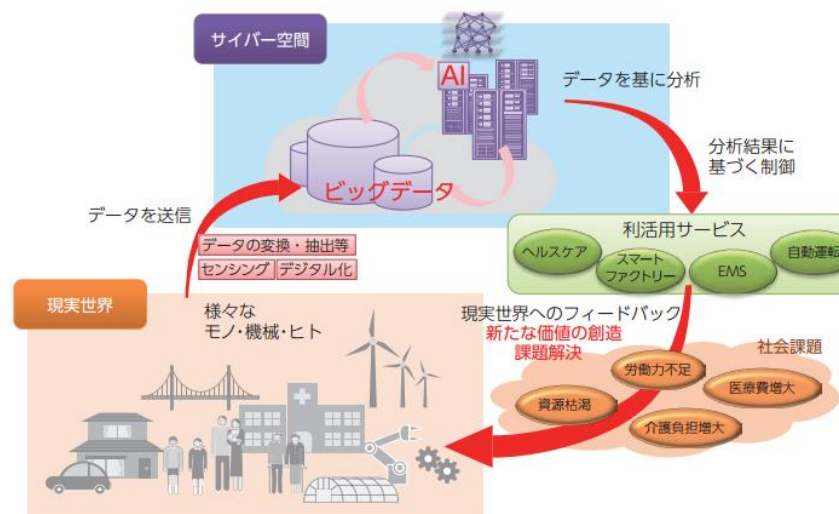 サイバー空間
AI
ビッグデータ
データを基に分析
分析結果に
基づく制御
データを送信
データの変換・抽出等
センシング
デジタル化
利活用サービス
ヘルスケア
スマート
ファクトリー
EMS
自動運転
現実世界
様々な
モノ・機械・ヒト
現実世界へのフィードバック
新たな価値の創造
課題解決
社会課題
労働力不足
医療費増大
資源枯渇
介護負担増大